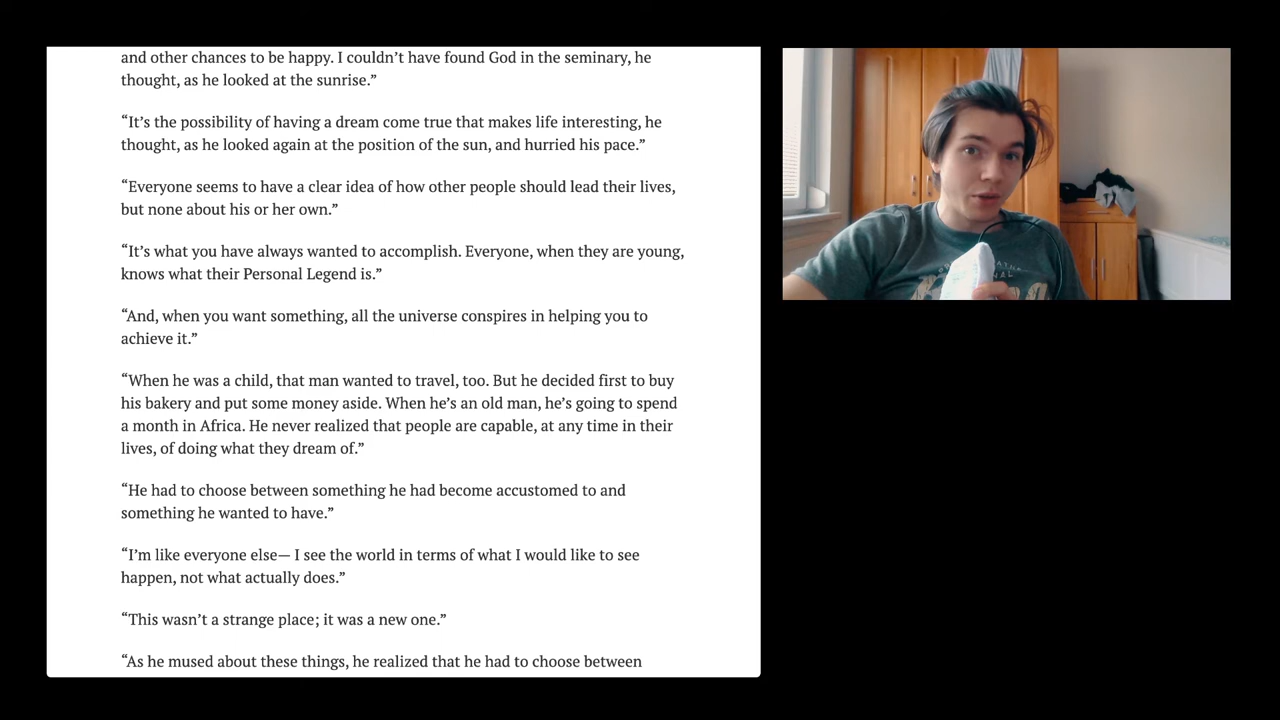 and other chances to be happy. I couldn’t have found God in the seminary, he
thought, as he looked at the sunrise.”
“It’s the possibility of having a dream come true that makes life interesting, he
thought, as he looked again at the position of the sun, and hurried his pace.”
“Everyone seems to have a clear idea of how other people should lead their lives,
but none about his or her own.”
“It’s what you have always wanted to accomplish. Everyone, when they are young,
knows what their Personal Legend is.”
“And, when you want something, all the universe conspires in helping you to
achieve it.”
“When he was a child, that man wanted to travel, too. But he decided first to buy
his bakery and put some money aside. When he’s an old man, he’s going to spend
a month in Africa. He never realized that people are capable, at any time in their
lives, of doing what they dream of.”
“He had to choose between something he had become accustomed to and
something he wanted to have.”
“I’m like everyone else— I see the world in terms of what I would like to see
happen, not what actually does.”
“This wasn’t a strange place; it was a new one.”
“As he mused about these things, he realized that he had to choose between